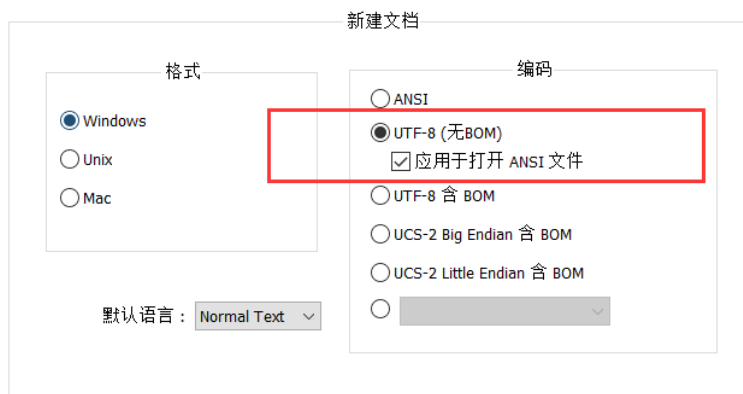 新建文档
格式
Windows
Unix
Mac
默认语言： Normal Text
编码
ANSI
UTF-8 (无BOM)
应用于打开 ANSI 文件
UTF-8 含 BOM
UCS-2 Big Endian 含 BOM
UCS-2 Little Endian 含 BOM